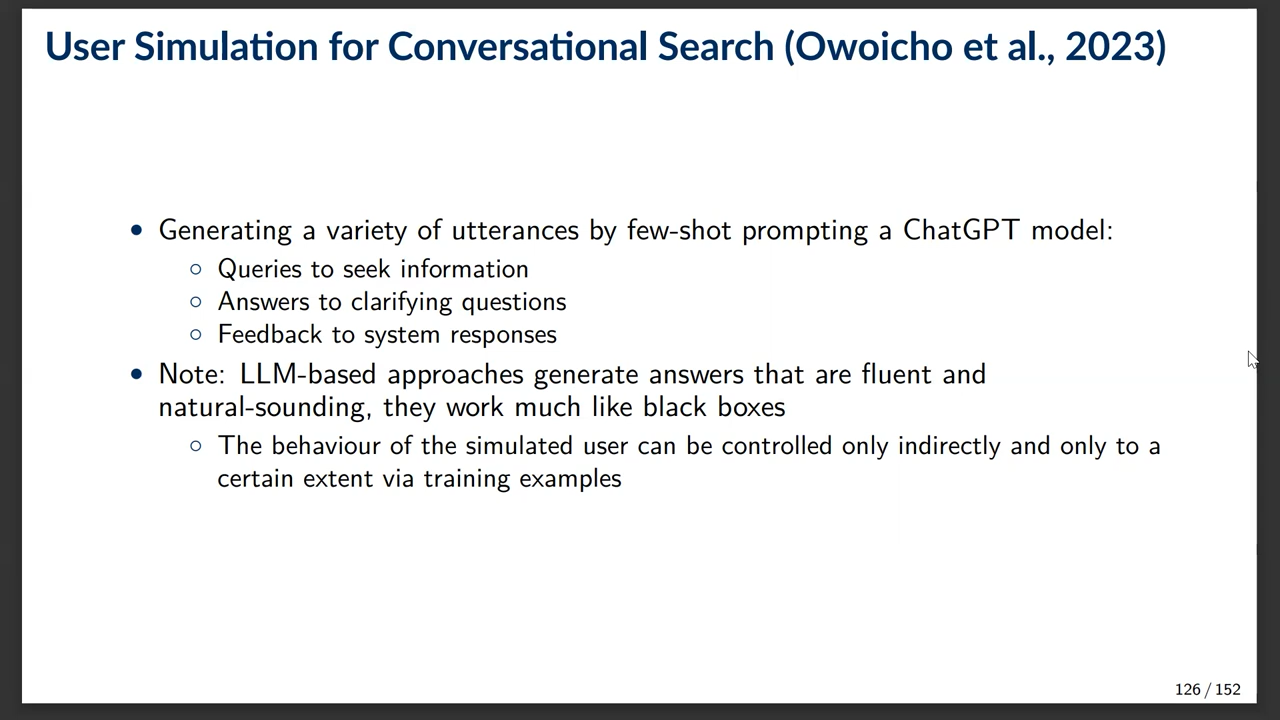 User Simulation for Conversational Search (Owoicho et al., 2023)
• Generating a variety of utterances by few-shot prompting a ChatGPT model:
○ Queries to seek information
○ Answers to clarifying questions
○ Feedback to system responses
• Note: LLM-based approaches generate answers that are fluent and
natural-sounding, they work much like black boxes
○ The behaviour of the simulated user can be controlled only indirectly and only to a
certain extent via training examples
126 / 152